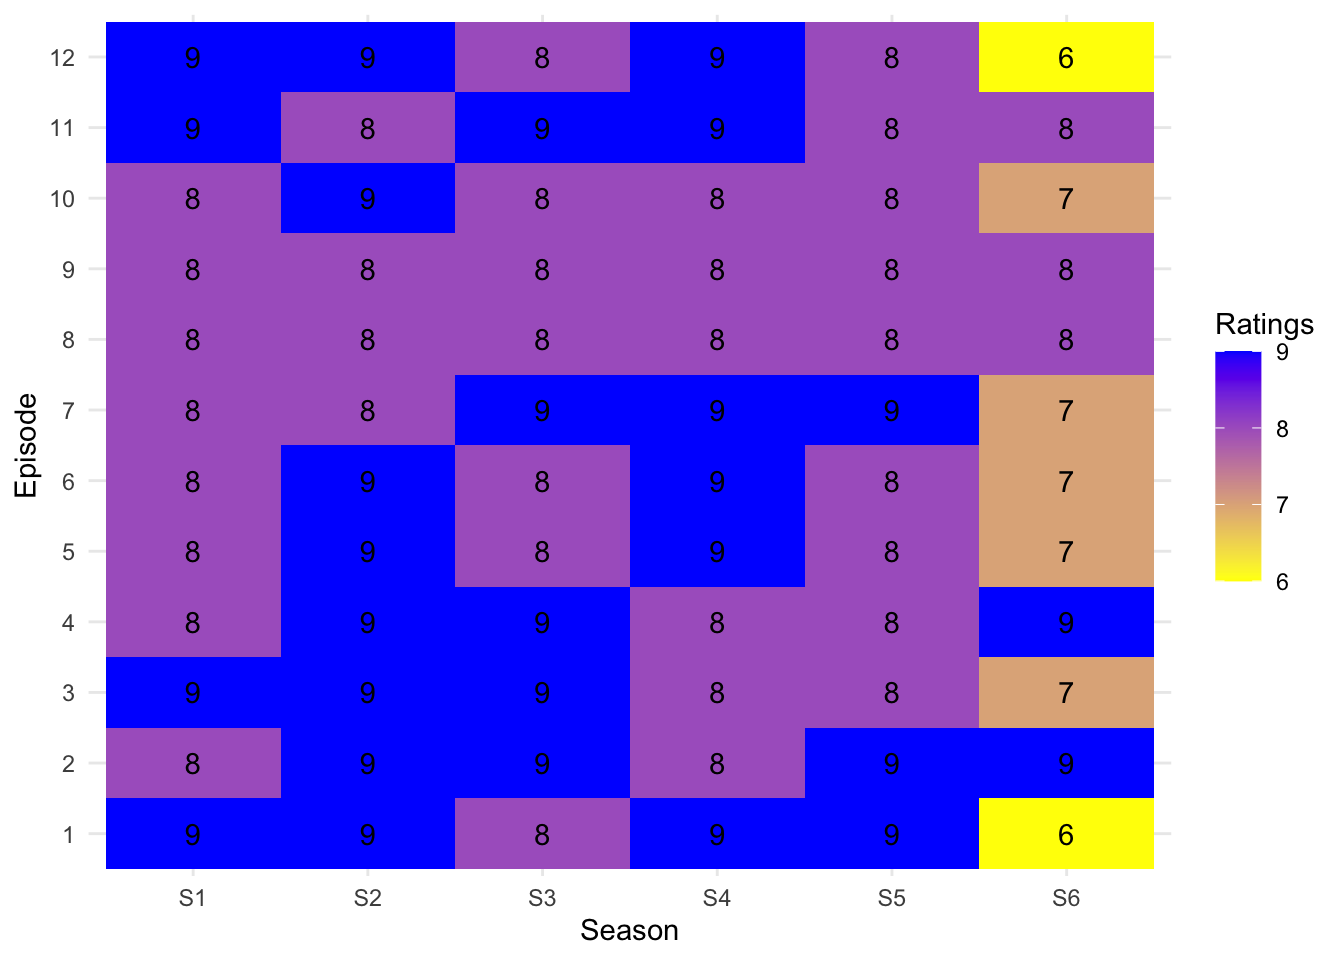 12 9 9 8 9 8 6
11 9 8 9 9 8 8
10 8 9 8 8 8 7
9 8 8 8 8 8 8
8 8 8 8 8 8 8
7 8 8 9 9 9 7
6 8 9 8 9 8 7
5 8 9 8 9 8 7
4 8 9 9 8 8 9
3 9 9 9 8 8 7
2 8 9 9 8 9 9
1 9 9 8 9 9 6
S1 S2 S3 S4 S5 S6
Season
Episode
Ratings
9
8
7
6